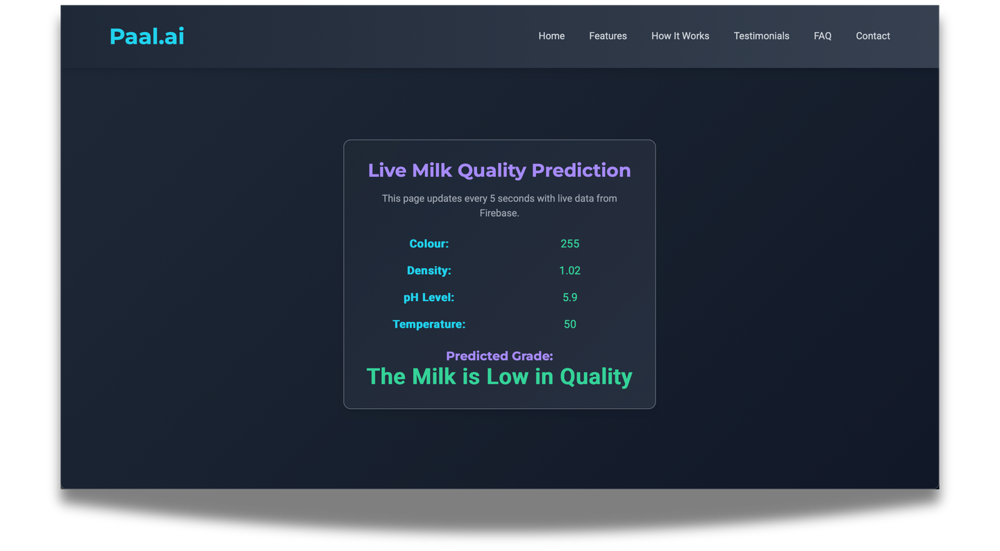 Paal.ai
Home Features How It Works Testimonials FAQ Contact
Live Milk Quality Prediction
This page updates every 5 seconds with live data from
Firebase.
Colour: 255
Density: 1.02
pH Level: 5.9
Temperature: 50
Predicted Grade:
The Milk is Low in Quality